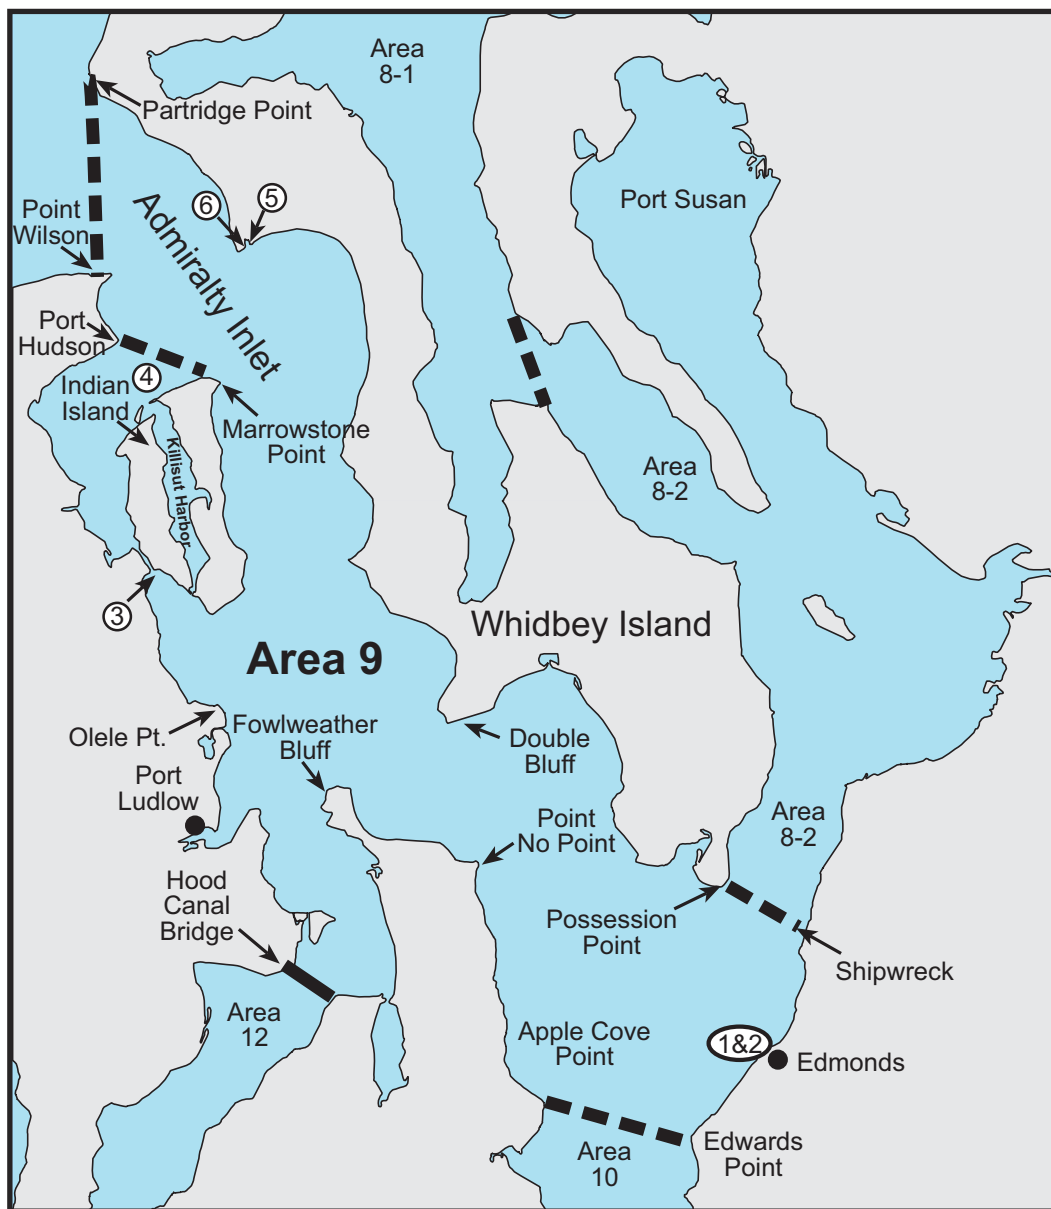 Area
8-1
Partridge Point
Port Susan
6
5
Point
Wilson
Admiralty Inlet
Port
Hudson
4
Indian
Island
Marrowstone
Point
Killisut Harbor
Area
8-2
3
Whidbey Island
Area 9
Olele Pt.
Fowlweather
Bluff
Double
Bluff
Port
Ludlow
Point
No Point
Area
8-2
Hood
Canal
Bridge
Possession
Point
Shipwreck
Area
12
Apple Cove
Point
1&2
Edmonds
Edwards
Point
Area
10